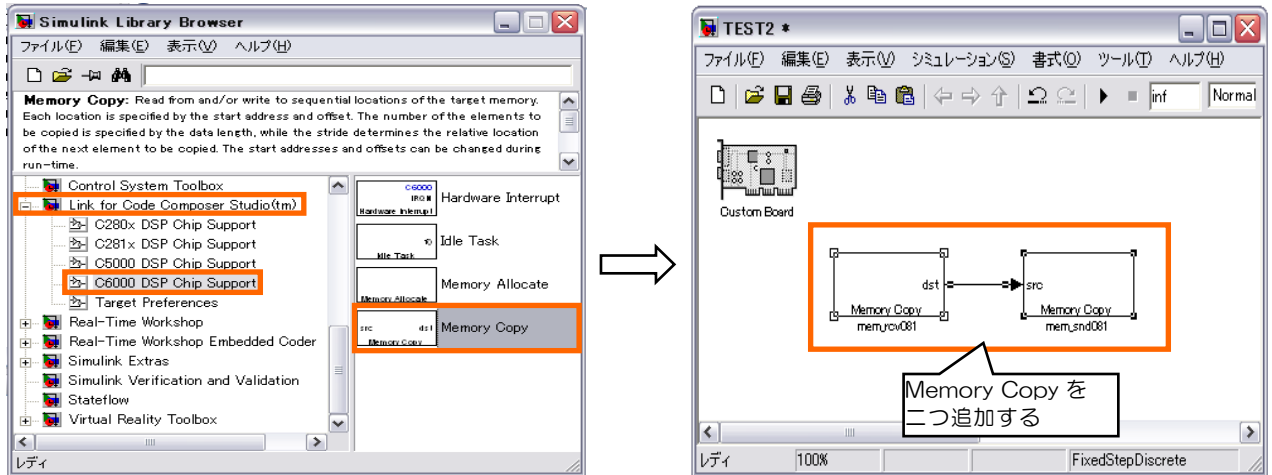 Simulink Library Browser
ファイル(F) 編集(E) 表示(V) ヘルプ(H)
Memory Copy: Read from and/or write to sequential locations of the target memory.
Each location is specified by the start address and offset. The number of the elements to
be copied is specified by the data length, while the stride determines the relative location
of the next element to be copied. The start addresses and offsets can be changed during
run-time.
Control System Toolbox
Link for Code Composer Studio(tm)
C280x DSP Chip Support
C281x DSP Chip Support
C5000 DSP Chip Support
C6000 DSP Chip Support
Target Preferences
Real-Time Workshop
Real-Time Workshop Embedded Coder
Simulink Extras
Simulink Verification and Validation
Stateflow
Virtual Reality Toolbox
C6000
IRQ N
Hardware Interrupt
Hardware Interrupt
Idle Task
Idle Task
Memory Allocate
Memory Allocate
src dst
Memory Copy
Memory Copy
レディ
TEST2 *
ファイル(F) 編集(E) 表示(V) シミュレーション(S) 書式(O) ツール(T) ヘルプ(H)
inf Normal
Custom Board
dst
Memory Copy
mem_rcv081
src
Memory Copy
mem_snd081
Memory Copy を
二つ追加する
レディ 100% FixedStepDiscrete